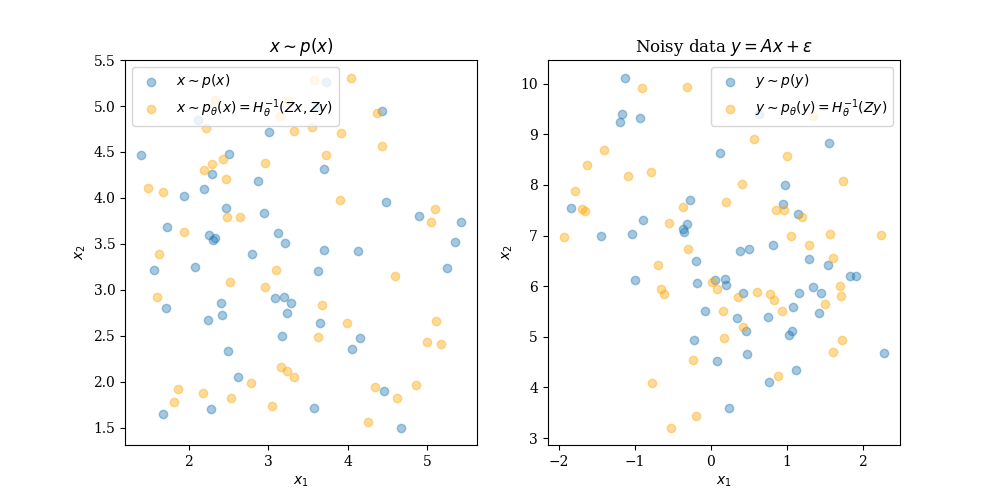 x ∼ p(x)
x ∼ p(x)
x ∼ p_θ(x) = H_θ^{-1}(Zx, Zy)
5.5
5.0
4.5
4.0
3.5
3.0
2.5
2.0
1.5
x_2
2 3 4 5
x_1
Noisy data y = Ax + ε
y ∼ p(y)
y ∼ p_θ(y) = H_θ^{-1}(Zy)
10
9
8
7
6
5
4
3
x_2
−2 −1 0 1 2
x_1